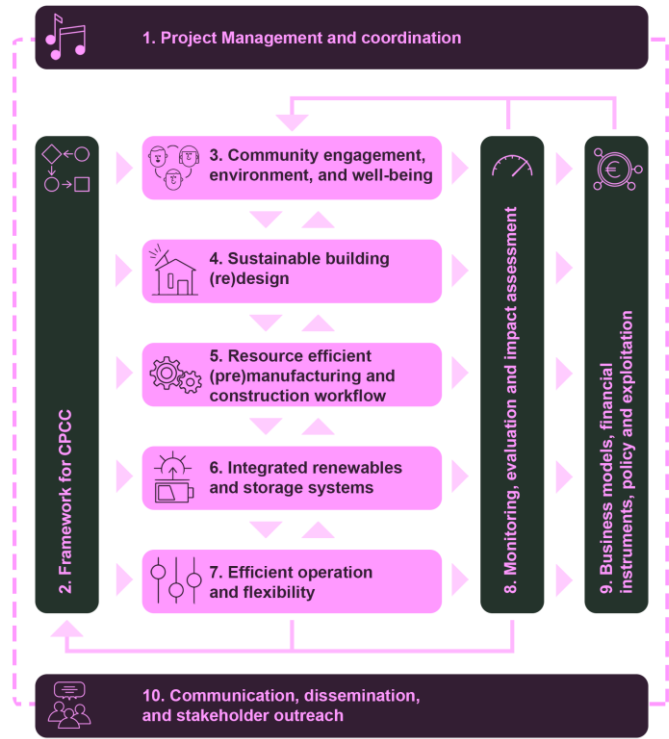 1. Project Management and coordination
2. Framework for CPCC
3. Community engagement,
environment, and well-being
4. Sustainable building
(re)design
5. Resource efficient
(pre)manufacturing and
construction workflow
6. Integrated renewables
and storage systems
7. Efficient operation
and flexibility
8. Monitoring, evaluation and impact assessment
9. Business models, financial
instruments, policy and exploitation
10. Communication, dissemination,
and stakeholder outreach